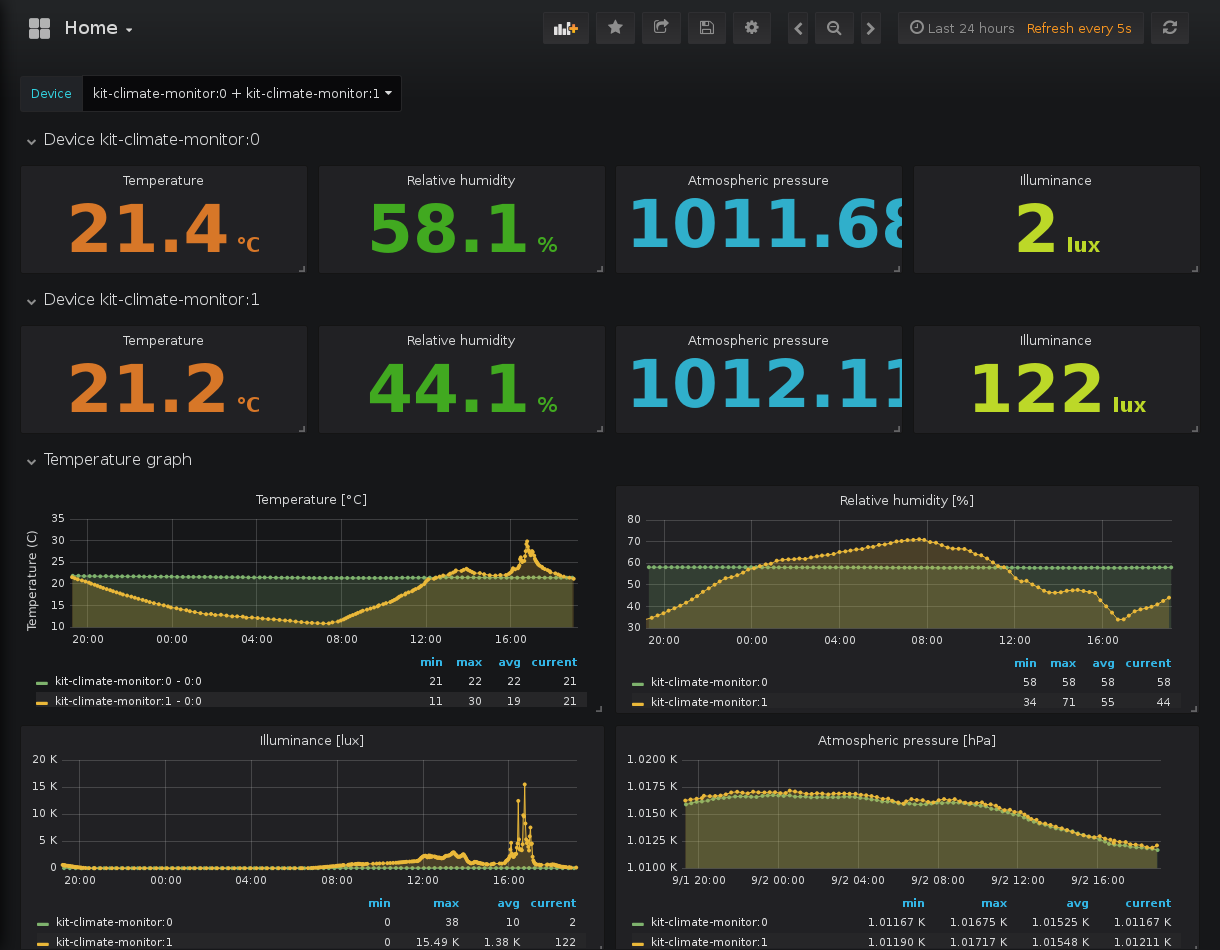 Home
Last 24 hours Refresh every 5s
Device kit-climate-monitor:0 + kit-climate-monitor:1
Device kit-climate-monitor:0
Temperature Relative humidity Atmospheric pressure Illuminance
21.4 °C 58.1 % 1011.68 2 lux
Device kit-climate-monitor:1
Temperature Relative humidity Atmospheric pressure Illuminance
21.2 °C 44.1 % 1012.11 122 lux
Temperature graph
Temperature [°C]
Temperature (C)
35
30
25
20
15
10
20:00 00:00 04:00 08:00 12:00 16:00
min max avg current
kit-climate-monitor:0 - 0:0 21 22 22 21
kit-climate-monitor:1 - 0:0 11 30 19 21
Relative humidity [%]
80
70
60
50
40
30
20:00 00:00 04:00 08:00 12:00 16:00
min max avg current
kit-climate-monitor:0 58 58 58 58
kit-climate-monitor:1 34 71 55 44
Illuminance [lux]
20 K
15 K
10 K
5 K
0
20:00 00:00 04:00 08:00 12:00 16:00
min max avg current
kit-climate-monitor:0 0 38 10 2
kit-climate-monitor:1 0 15.49 K 1.38 K 122
Atmospheric pressure [hPa]
1.0200 K
1.0175 K
1.0150 K
1.0125 K
1.0100 K
9/1 20:00 9/2 00:00 9/2 04:00 9/2 08:00 9/2 12:00 9/2 16:00
min max avg current
kit-climate-monitor:0 1.01167 K 1.01675 K 1.01525 K 1.01167 K
kit-climate-monitor:1 1.01190 K 1.01717 K 1.01548 K 1.01211 K